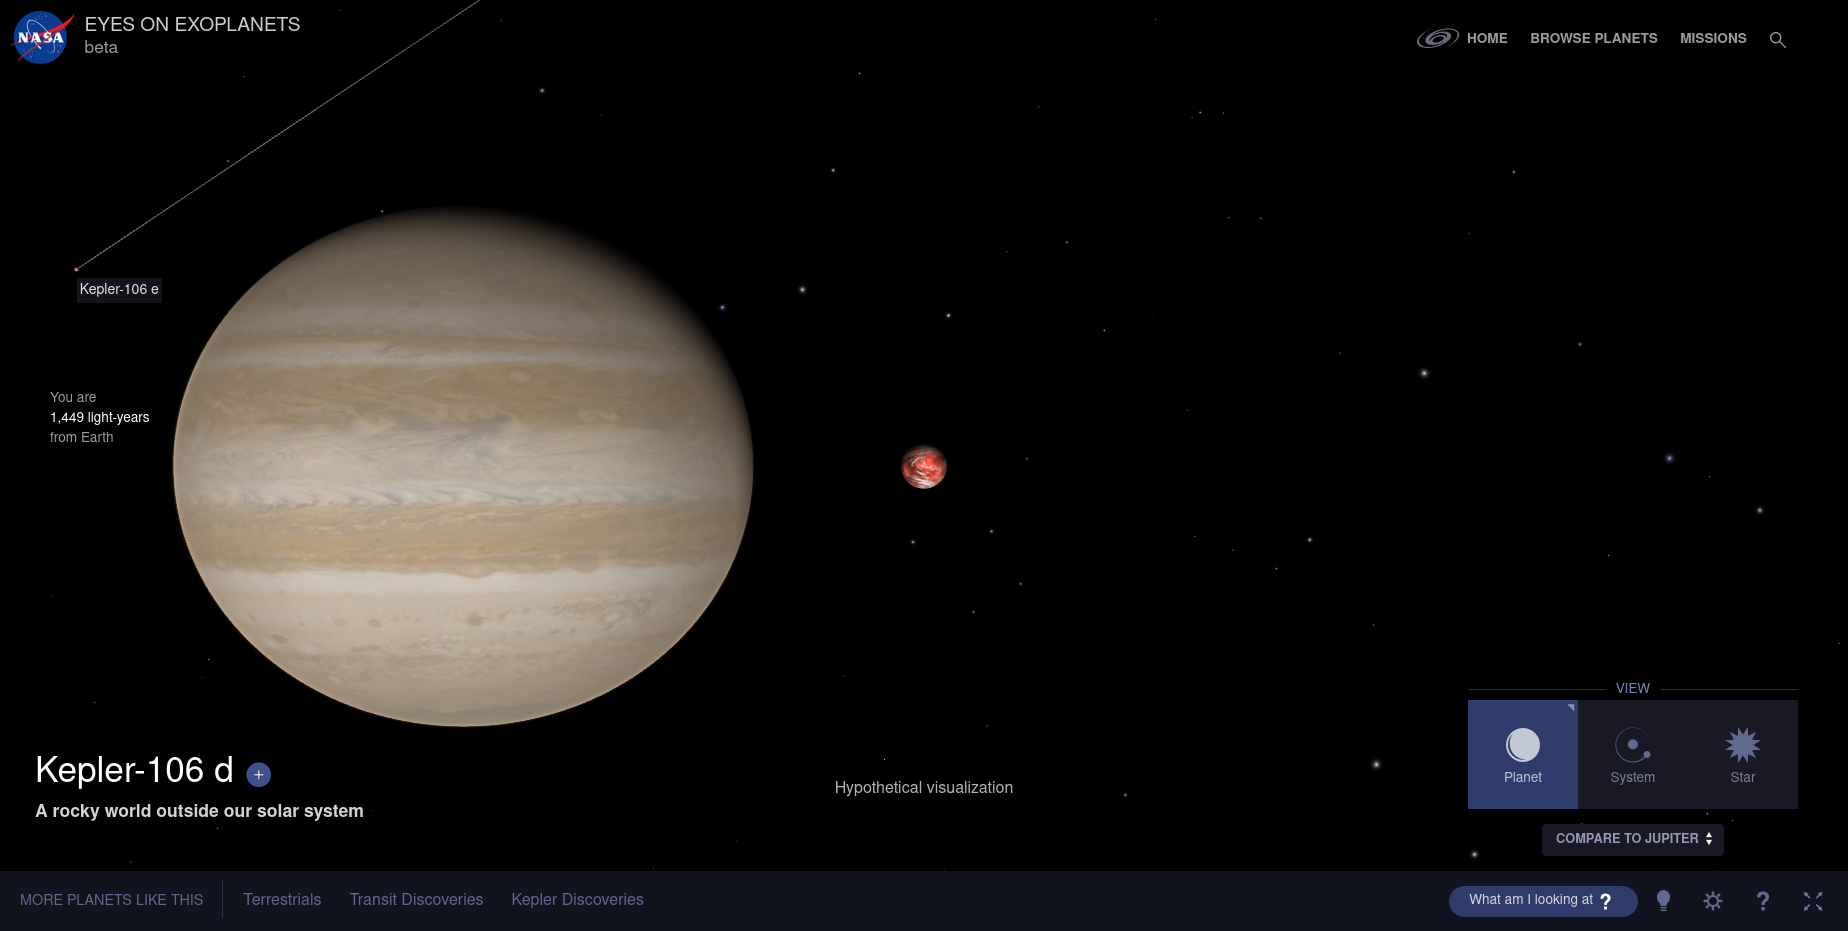 NASA
EYES ON EXOPLANETS
beta
HOME
BROWSE PLANETS
MISSIONS
Kepler-106 e
You are
1,449 light-years
from Earth
Kepler-106 d +
A rocky world outside our solar system
Hypothetical visualization
VIEW
Planet
System
Star
COMPARE TO JUPITER
MORE PLANETS LIKE THIS
Terrestrials
Transit Discoveries
Kepler Discoveries
What am I looking at ?
?